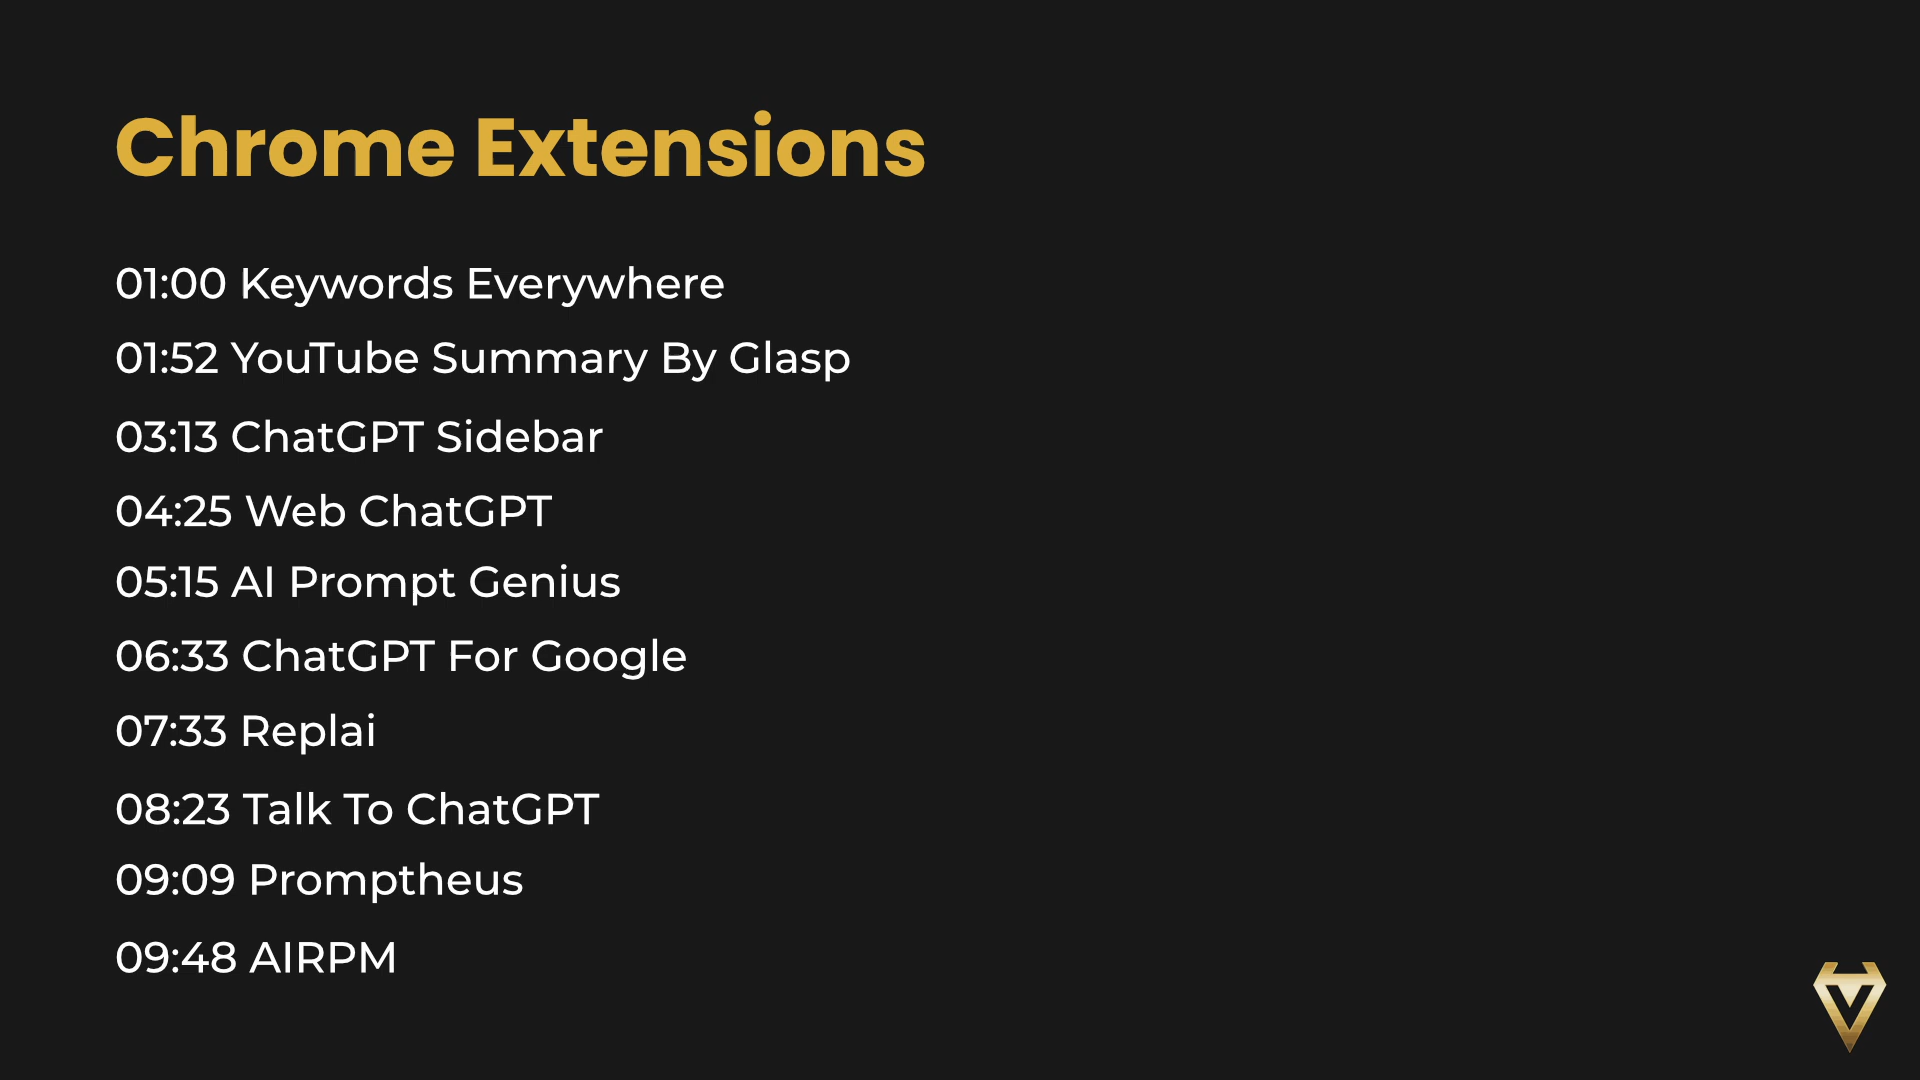 Chrome Extensions
01:00 Keywords Everywhere
01:52 YouTube Summary By Glasp
03:13 ChatGPT Sidebar
04:25 Web ChatGPT
05:15 AI Prompt Genius
06:33 ChatGPT For Google
07:33 Replai
08:23 Talk To ChatGPT
09:09 Promptheus
09:48 AIRPM